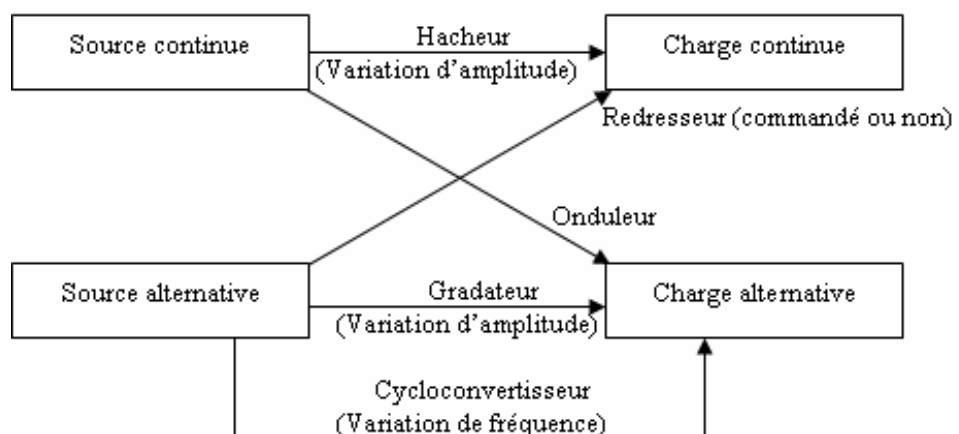 Source continue
Hacheur
(Variation d'amplitude)
Charge continue
Redresseur (commandé ou non)
Onduleur
Source alternative
Gradateur
(Variation d'amplitude)
Charge alternative
Cycloconvertisseur
(Variation de fréquence)